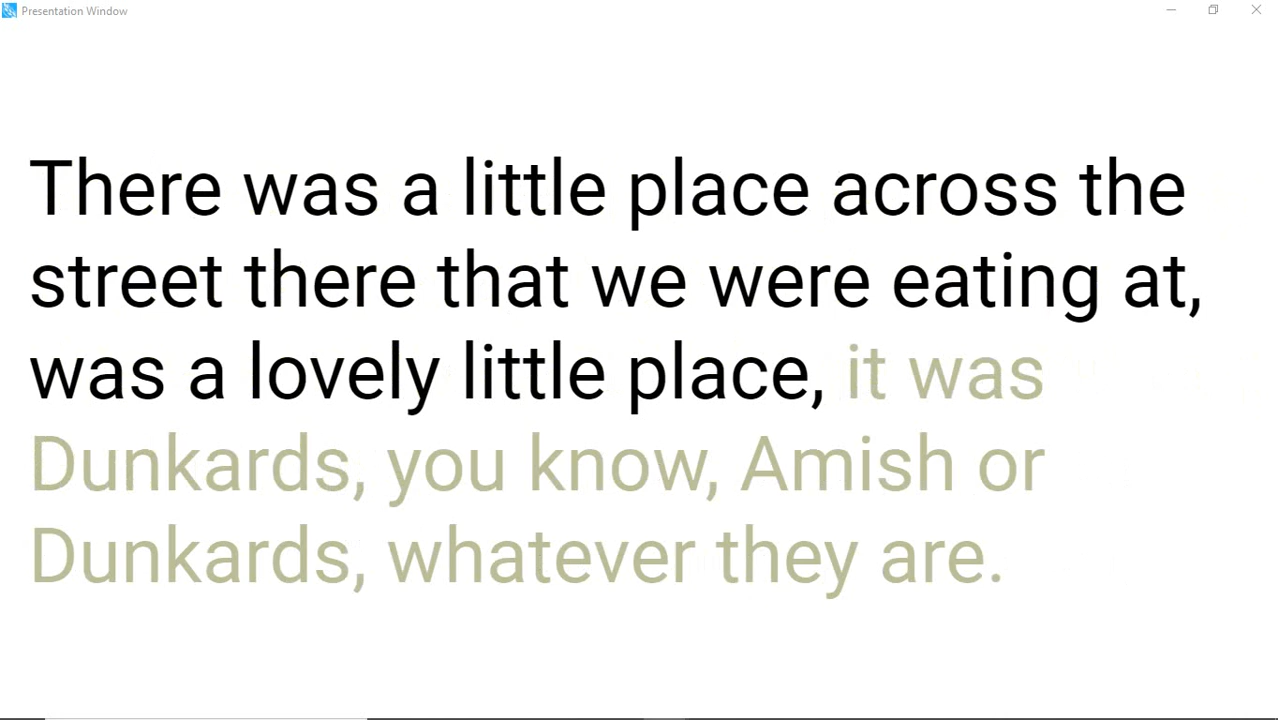 Presentation Window
There was a little place across the
street there that we were eating at,
was a lovely little place, it was
Dunkards, you know, Amish or
Dunkards, whatever they are.